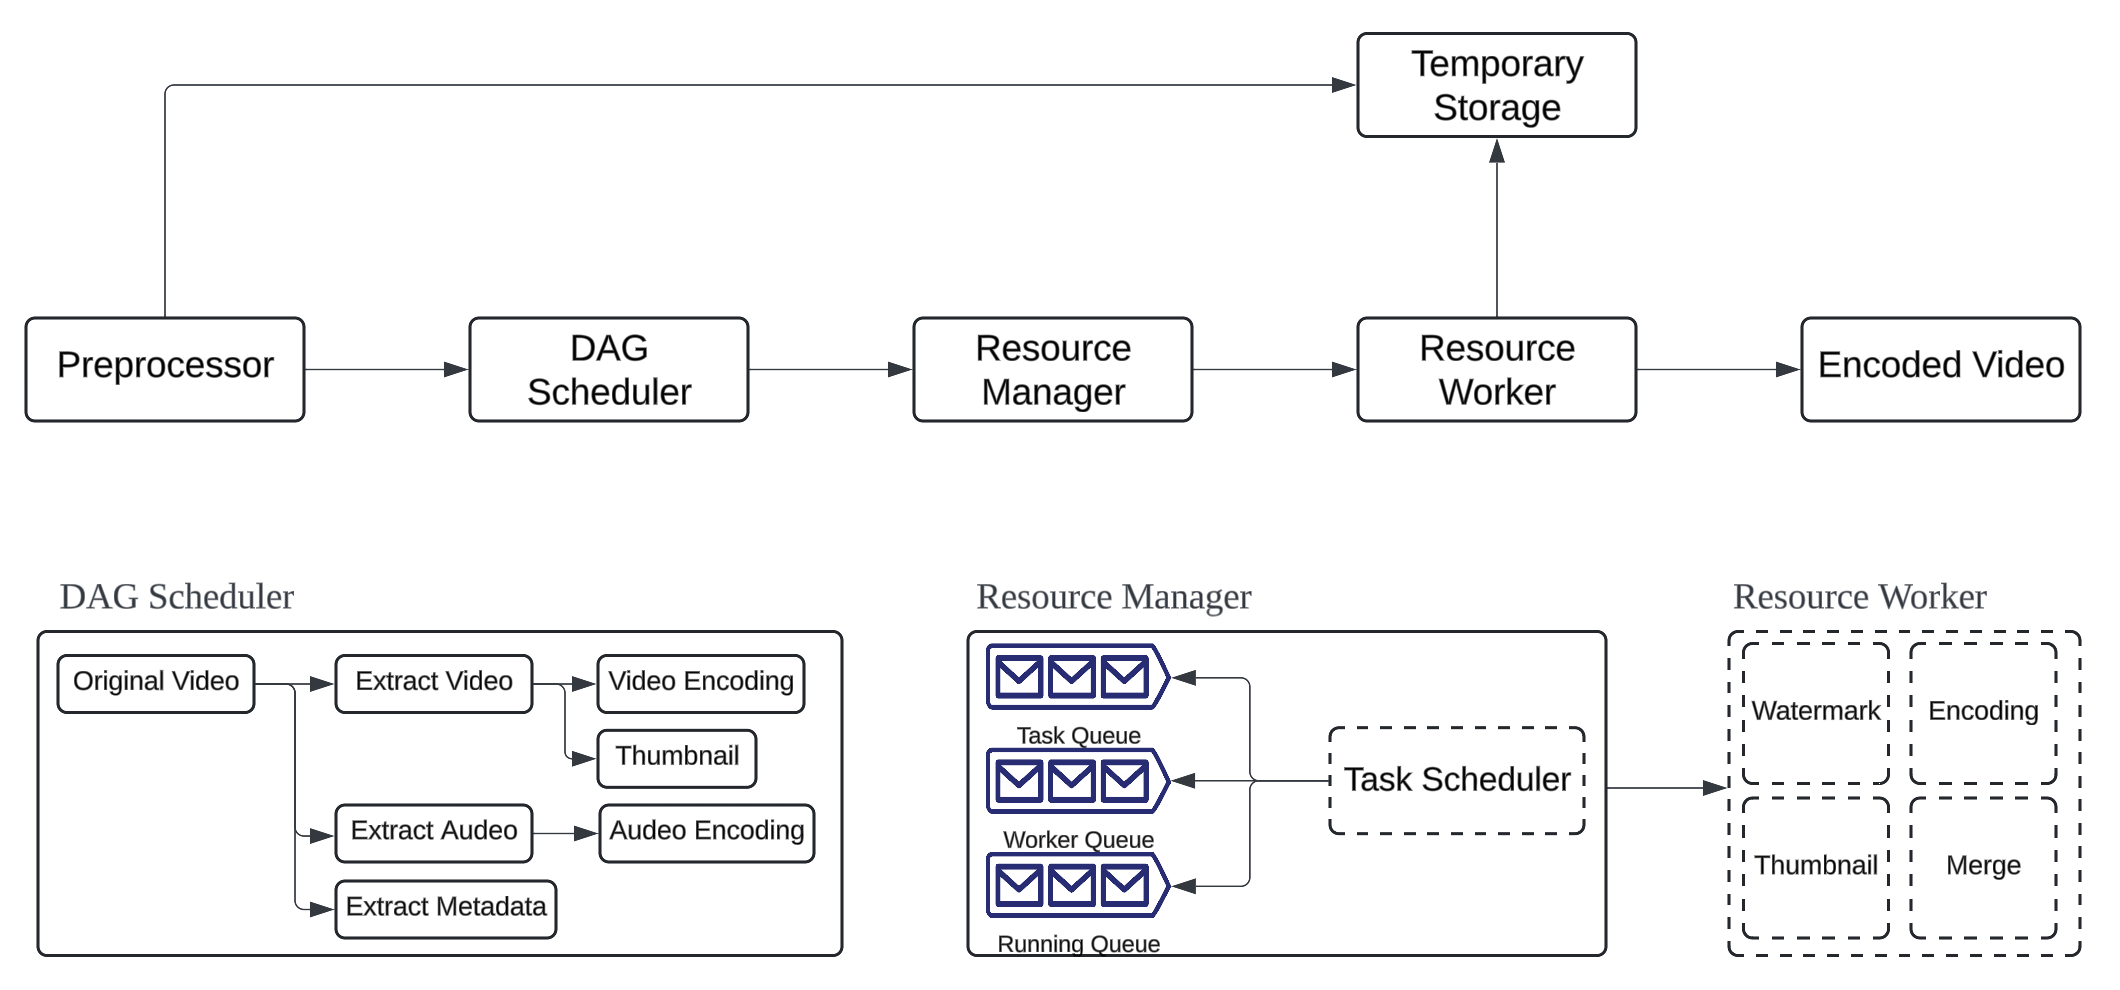 Temporary
Storage
Preprocessor
DAG
Scheduler
Resource
Manager
Resource
Worker
Encoded Video
DAG Scheduler
Original Video
Extract Video
Video Encoding
Thumbnail
Extract Audeo
Audeo Encoding
Extract Metadata
Resource Manager
Task Queue
Worker Queue
Running Queue
Task Scheduler
Resource Worker
Watermark
Encoding
Thumbnail
Merge